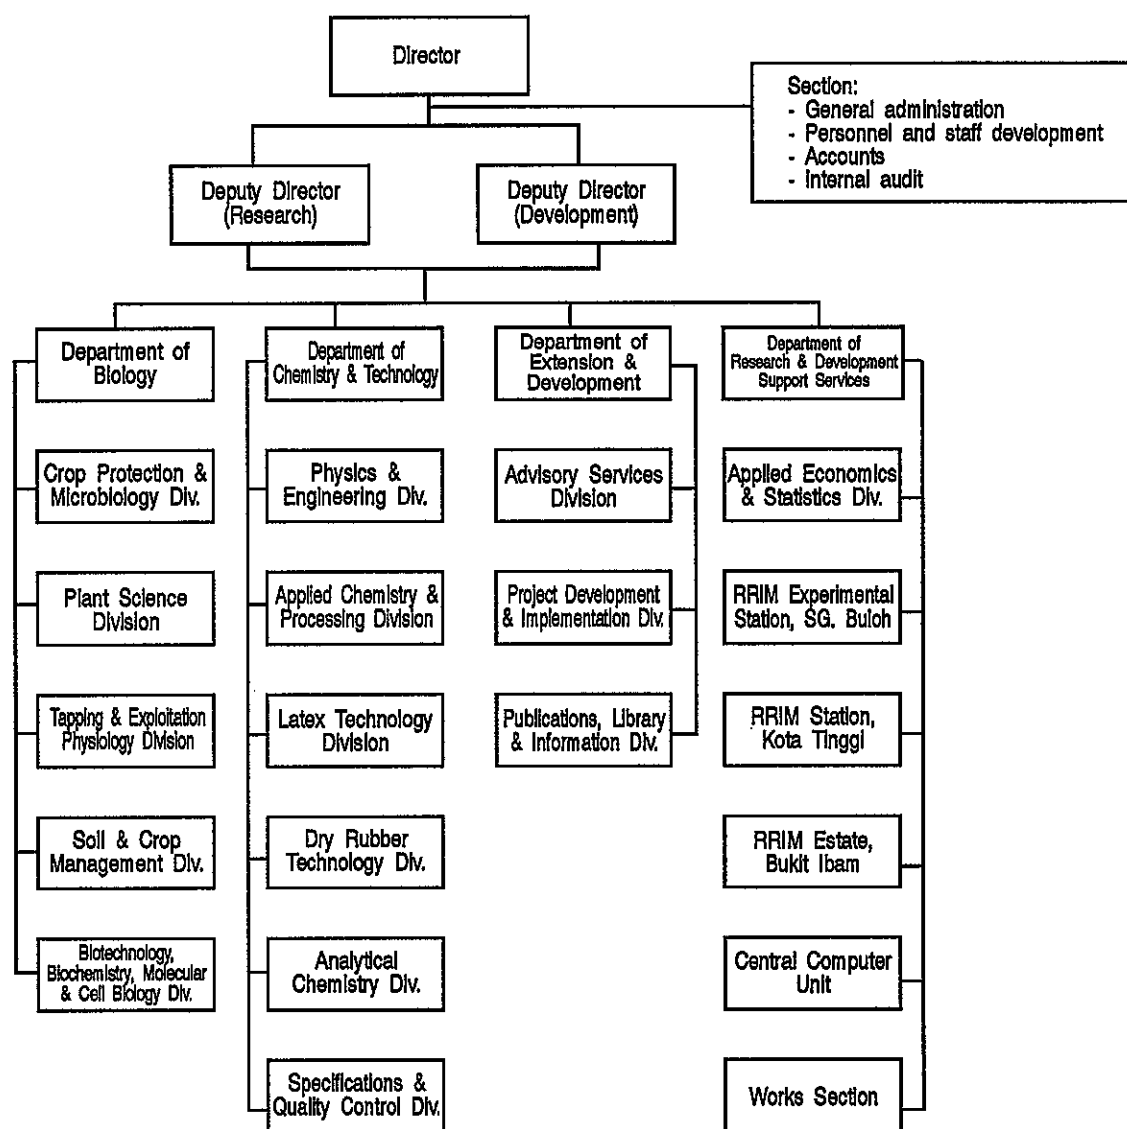 Director
Section:
- General administration
- Personnel and staff development
- Accounts
- Internal audit
Deputy Director
(Research)
Deputy Director
(Development)
Department of
Biology
Crop Protection &
Microbiology Div.
Plant Science
Division
Tapping & Exploitation
Physiology Division
Soil & Crop
Management Div.
Biotechnology,
Biochemistry, Molecular
& Cell Biology Div.
Department of
Chemistry & Technology
Physics &
Engineering Div.
Applied Chemistry &
Processing Division
Latex Technology
Division
Dry Rubber
Technology Div.
Analytical
Chemistry Div.
Specifications &
Quality Control Div.
Department of
Extension &
Development
Advisory Services
Division
Project Development
& Implementation Div.
Publications, Library
& Information Div.
Department of
Research & Development
Support Services
Applied Economics
& Statistics Div.
RRIM Experimental
Station, SG. Buloh
RRIM Station,
Kota Tinggi
RRIM Estate,
Bukit Ibam
Central Computer
Unit
Works Section